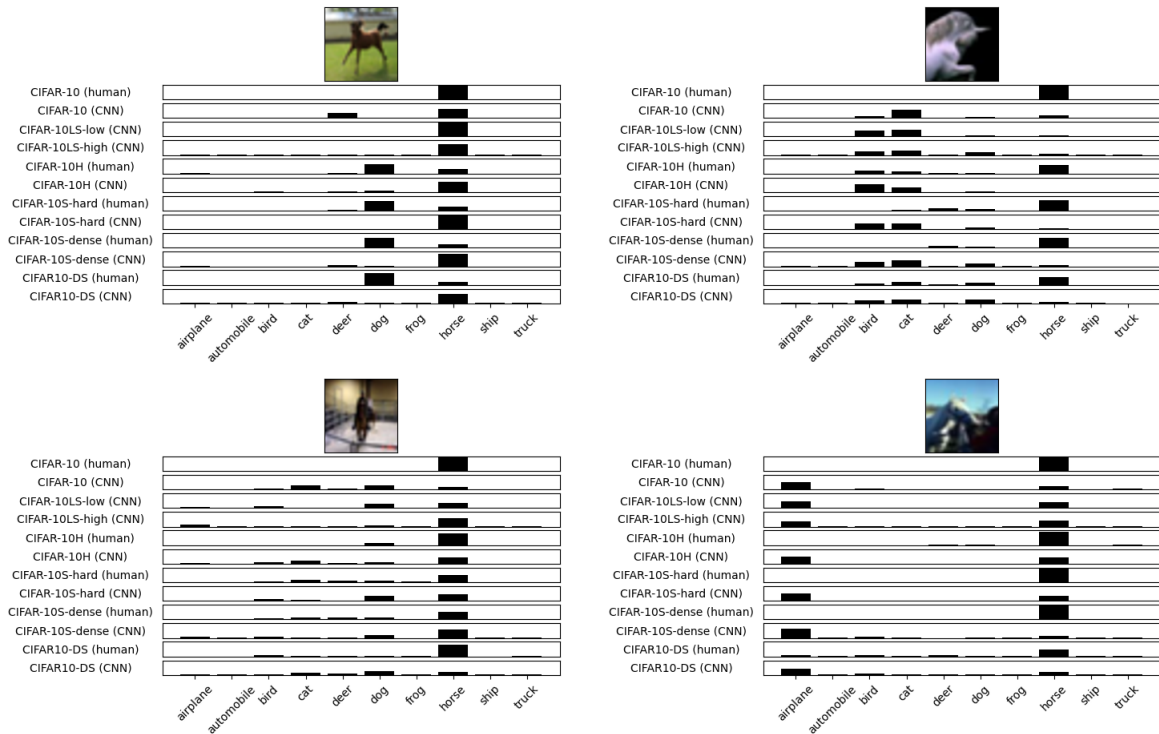 CIFAR-10 (human)
CIFAR-10 (CNN)
CIFAR-10LS-low (CNN)
CIFAR-10LS-high (CNN)
CIFAR-10H (human)
CIFAR-10H (CNN)
CIFAR-10S-hard (human)
CIFAR-10S-hard (CNN)
CIFAR-10S-dense (human)
CIFAR-10S-dense (CNN)
CIFAR10-DS (human)
CIFAR10-DS (CNN)
airplane automobile bird cat deer dog frog horse ship truck
CIFAR-10 (human)
CIFAR-10 (CNN)
CIFAR-10LS-low (CNN)
CIFAR-10LS-high (CNN)
CIFAR-10H (human)
CIFAR-10H (CNN)
CIFAR-10S-hard (human)
CIFAR-10S-hard (CNN)
CIFAR-10S-dense (human)
CIFAR-10S-dense (CNN)
CIFAR10-DS (human)
CIFAR10-DS (CNN)
airplane automobile bird cat deer dog frog horse ship truck
CIFAR-10 (human)
CIFAR-10 (CNN)
CIFAR-10LS-low (CNN)
CIFAR-10LS-high (CNN)
CIFAR-10H (human)
CIFAR-10H (CNN)
CIFAR-10S-hard (human)
CIFAR-10S-hard (CNN)
CIFAR-10S-dense (human)
CIFAR-10S-dense (CNN)
CIFAR10-DS (human)
CIFAR10-DS (CNN)
airplane automobile bird cat deer dog frog horse ship truck
CIFAR-10 (human)
CIFAR-10 (CNN)
CIFAR-10LS-low (CNN)
CIFAR-10LS-high (CNN)
CIFAR-10H (human)
CIFAR-10H (CNN)
CIFAR-10S-hard (human)
CIFAR-10S-hard (CNN)
CIFAR-10S-dense (human)
CIFAR-10S-dense (CNN)
CIFAR10-DS (human)
CIFAR10-DS (CNN)
airplane automobile bird cat deer dog frog horse ship truck